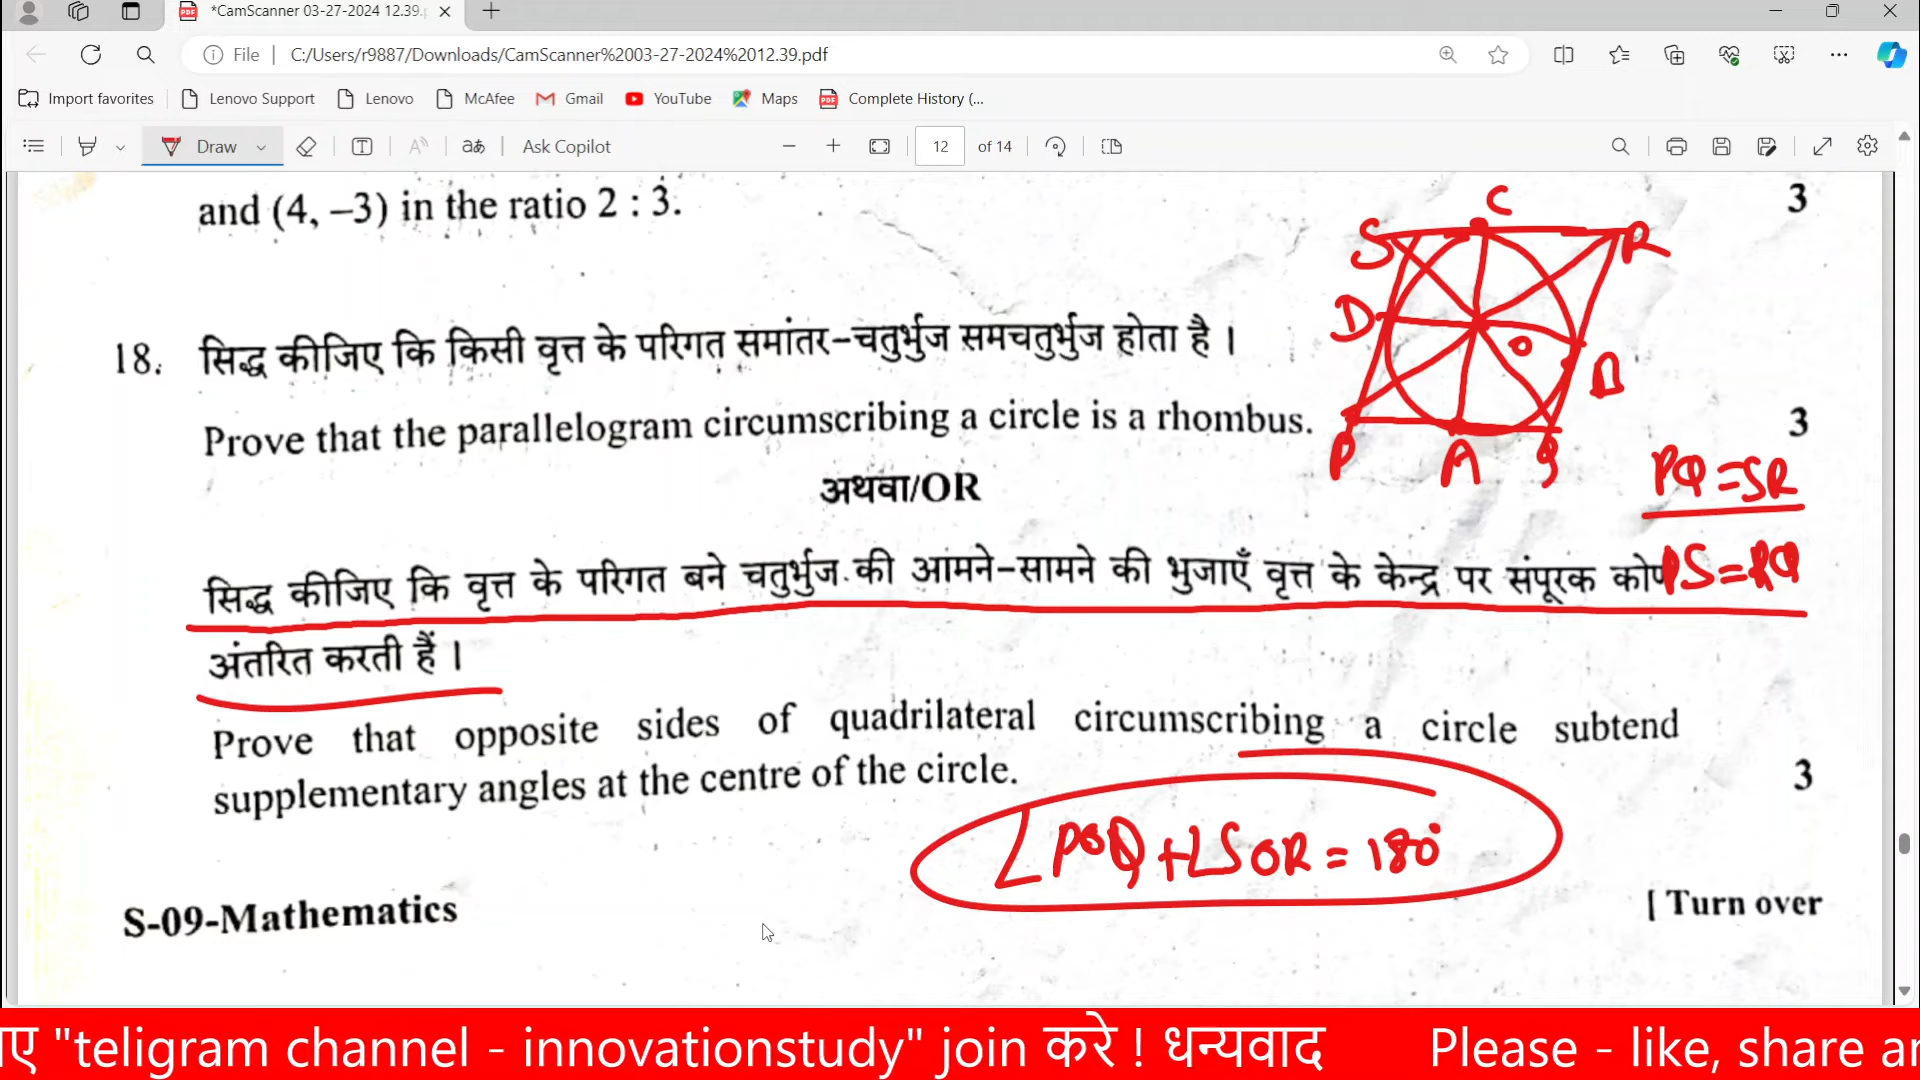 *CamScanner 03-27-2024 12.39.
File
C:/Users/r9887/Downloads/CamScanner%2003-27-2024%2012.39.pdf
Import favorites
Lenovo Support
Lenovo
McAfee
Gmail
YouTube
Maps
Complete History (...
Draw
Ask Copilot
12 of 14
and (4, –3) in the ratio 2 : 3.
3
C
S
R
D
O
B
P
A
Q
18. सिद्ध कीजिए कि किसी वृत्त के परिगत समांतर-चतुर्भुज समचतुर्भुज होता है ।
Prove that the parallelogram circumscribing a circle is a rhombus.
3
PQ = SR
अथवा/OR
सिद्ध कीजिए कि वृत्त के परिगत बने चतुर्भुज की आमने-सामने की भुजाएँ वृत्त के केन्द्र पर संपूरक
PS = RQ
अंतरित करती हैं ।
Prove that opposite sides of quadrilateral circumscribing a circle subtend
supplementary angles at the centre of the circle.
3
∠POQ + ∠SOR = 180°
S-09-Mathematics
[ Turn over
"teligram channel - innovationstudy" join करे ! धन्यवाद
Please - like, share